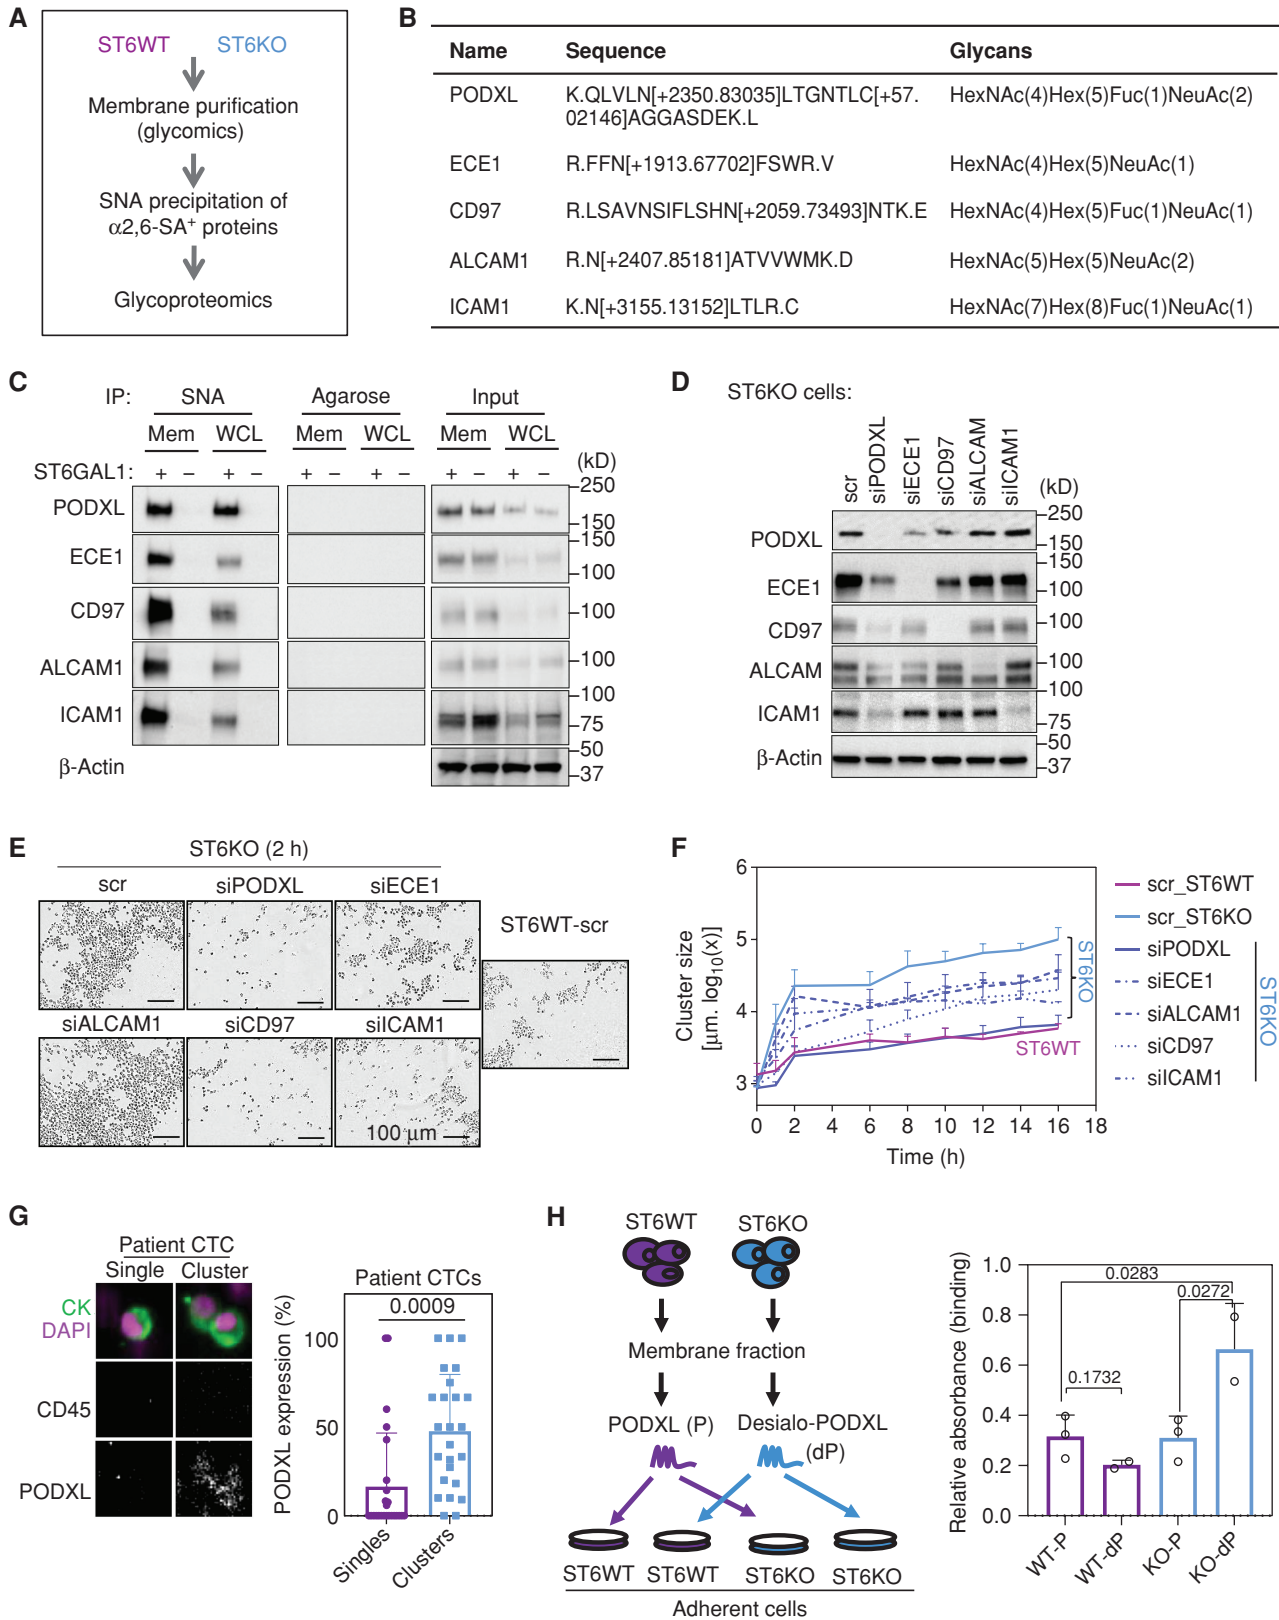 A
ST6WT ST6KO
Membrane purification
(glycomics)
SNA precipitation of
α2,6-SA⁺ proteins
Glycoproteomics
B
Name Sequence Glycans
PODXL K.QLVLN[+2350.83035]LTGNTLC[+57. HexNAc(4)Hex(5)Fuc(1)NeuAc(2)
02146]AGGASDEK.L
ECE1 R.FFN[+1913.67702]FSWR.V HexNAc(4)Hex(5)NeuAc(1)
CD97 R.LSAVNSIFLSHN[+2059.73493]NTK.E HexNAc(4)Hex(5)Fuc(1)NeuAc(1)
ALCAM1 R.N[+2407.85181]ATVVWMK.D HexNAc(5)Hex(5)NeuAc(2)
ICAM1 K.N[+3155.13152]LTLR.C HexNAc(7)Hex(8)Fuc(1)NeuAc(1)
C
IP: SNA Agarose Input
Mem WCL Mem WCL Mem WCL
(kD)
ST6GAL1: + − + − + − + − + − + −
250
PODXL
150
150
ECE1
100
CD97 100
ALCAM1 100
100
ICAM1
75
50
β-Actin
37
D
ST6KO cells:
scr siPODXL siECE1 siCD97 siALCAM siICAM1
(kD)
250
PODXL
150
150
ECE1 100
CD97 100
ALCAM 100
100
ICAM1
75
50
β-Actin
37
E
ST6KO (2 h)
scr siPODXL siECE1
ST6WT-scr
siALCAM1 siCD97 siICAM1
100 μm
F
6
5
4
3
Cluster size
[μm. log₁₀(x)]
0 2 4 6 8 10 12 14 16 18
Time (h)
ST6KO
ST6WT
scr_ST6WT
scr_ST6KO
siPODXL
siECE1
siALCAM1
siCD97
siICAM1
ST6KO
G
Patient CTC
Single Cluster
CK
DAPI
CD45
PODXL
Patient CTCs
0.0009
PODXL expression (%)
100
50
0
Singles Clusters
H
ST6WT ST6KO
Membrane fraction
PODXL (P) Desialo-PODXL
(dP)
ST6WT ST6WT ST6KO ST6KO
Adherent cells
Relative absorbance (binding)
1.0
0.8
0.6
0.4
0.2
0.0
0.0283
0.0272
0.1732
WT-P WT-dP KO-P KO-dP